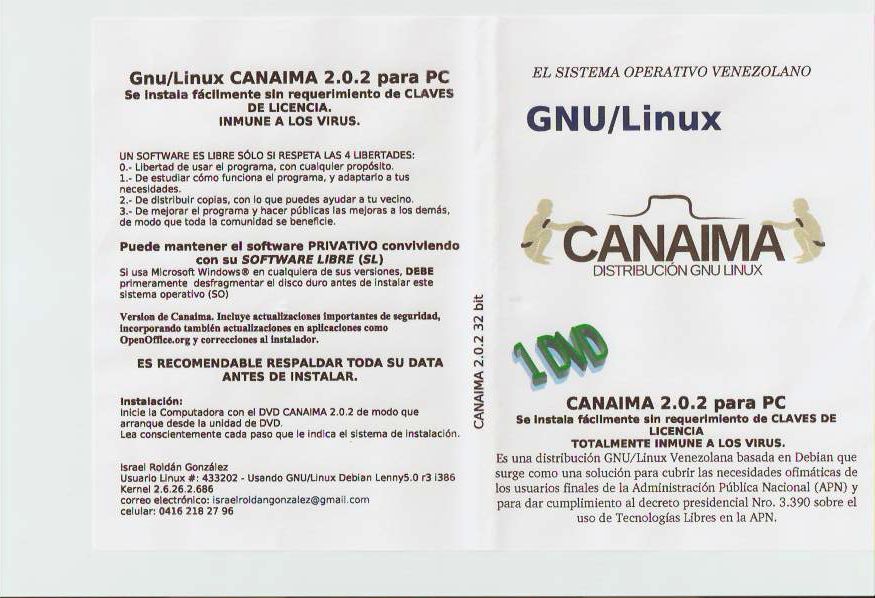 Gnu/Linux CANAIMA 2.0.2 para PC
Se instala fácilmente sin requerimiento de CLAVES
DE LICENCIA.
INMUNE A LOS VIRUS.
UN SOFTWARE ES LIBRE SÓLO SI RESPETA LAS 4 LIBERTADES:
0.- Libertad de usar el programa, con cualquier propósito.
1.- De estudiar cómo funciona el programa, y adaptarlo a tus
necesidades.
2.- De distribuir copias, con lo que puedes ayudar a tu vecino.
3.- De mejorar el programa y hacer públicas las mejoras a los demás,
de modo que toda la comunidad se beneficie.
Puede mantener el software PRIVATIVO conviviendo
con su SOFTWARE LIBRE (SL)
Si usa Microsoft Windows® en cualquiera de sus versiones, DEBE
primeramente desfragmentar el disco duro antes de instalar este
sistema operativo (SO)
Version de Canaima. Incluye actualizaciones importantes de seguridad,
incorporando también actualizaciones en aplicaciones como
OpenOffice.org y correcciones al instalador.
ES RECOMENDABLE RESPALDAR TODA SU DATA
ANTES DE INSTALAR.
Instalación:
Inicie la Computadora con el DVD CANAIMA 2.0.2 de modo que
arranque desde la unidad de DVD.
Lea conscientemente cada paso que le indica el sistema de instalación.
Israel Roldán González
Usuario Linux #: 433202 - Usando GNU/Linux Debian Lenny5.0 r3 i386
Kernel 2.6.26.2.686
correo electrónico: israelroldangonzalez@gmail.com
celular: 0416 218 27 96
CANAIMA 2.0.2 32 bit
EL SISTEMA OPERATIVO VENEZOLANO
GNU/Linux
CANAIMA
DISTRIBUCIÓN GNU LINUX
1 DVD
CANAIMA 2.0.2 para PC
Se instala fácilmente sin requerimiento de CLAVES DE
LICENCIA
TOTALMENTE INMUNE A LOS VIRUS.
Es una distribución GNU/Linux Venezolana basada en Debian que
surge como una solución para cubrir las necesidades ofimáticas de
los usuarios finales de la Administración Pública Nacional (APN) y
para dar cumplimiento al decreto presidencial Nro. 3.390 sobre el
uso de Tecnologías Libres en la APN.